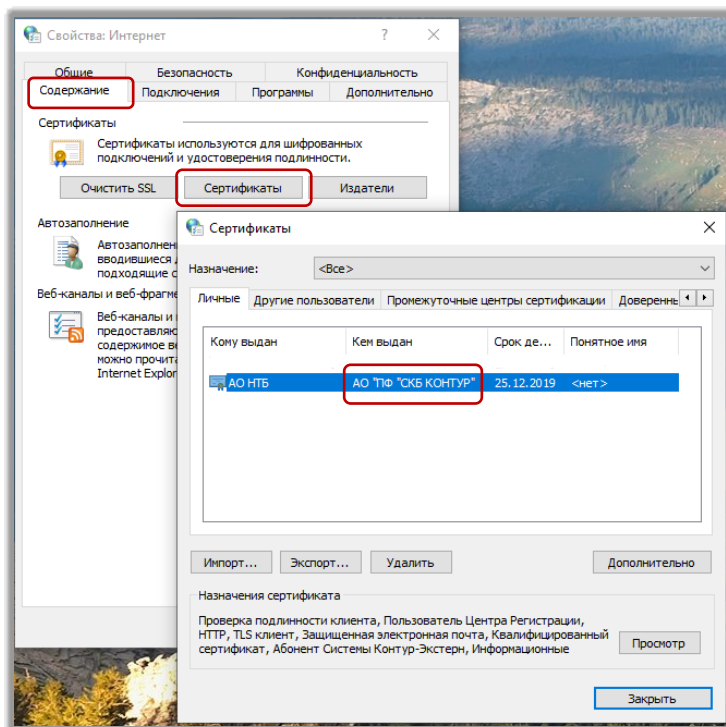 Свойства: Интернет
Общие Безопасность Конфиденциальность
Содержание Подключения Программы Дополнительно
Сертификаты
Сертификаты используются для шифрованных
подключений и удостоверения подлинности.
Очистить SSL Сертификаты Издатели
Автозаполнение
Автозаполнен
вводившиеся
подходящие с
Веб-каналы и веб-фрагме
Веб-каналы и
предоставляю
содержимое ве
можно прочита
Internet Explor
Сертификаты
Назначение: <Все>
Личные Другие пользователи Промежуточные центры сертификации Доверенн
Кому выдан Кем выдан Срок де... Понятное имя
АО НТБ АО "ПФ "СКБ КОНТУР" 25.12.2019 <нет>
Импорт... Экспорт... Удалить Дополнительно
Назначения сертификата
Проверка подлинности клиента, Пользователь Центра Регистрации,
HTTP, TLS клиент, Защищенная электронная почта, Квалифицированный
сертификат, Абонент Системы Контур-Экстерн, Информационные
Просмотр
Закрыть